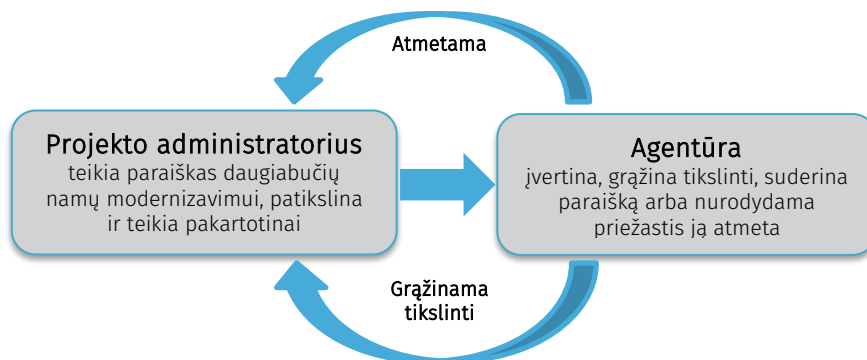 Atmetama
Projekto administratorius
teikia paraiškas daugiabučių
namų modernizavimui, patikslina
ir teikia pakartotinai
Agentūra
įvertina, grąžina tikslinti, suderina
paraišką arba nurodydama
priežastis ją atmeta
Grąžinama
tikslinti